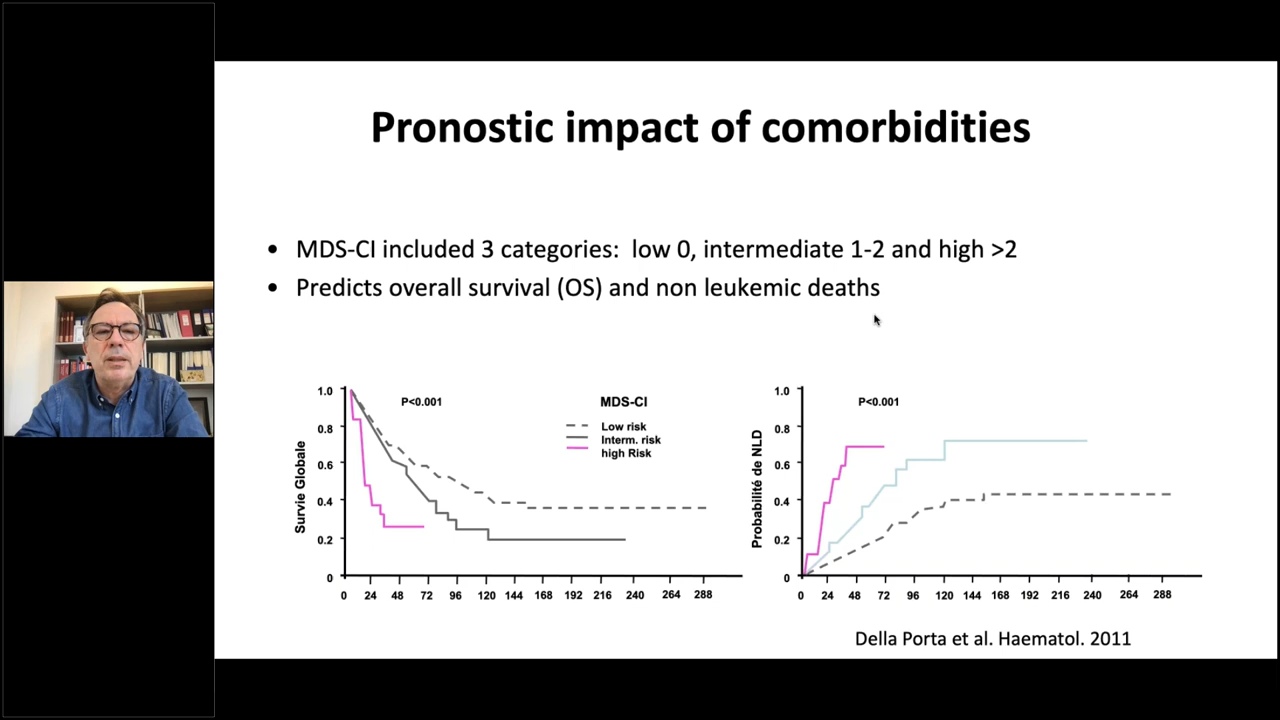 Pronostic impact of comorbidities
• MDS-CI included 3 categories:  low 0, intermediate 1-2 and high >2
• Predicts overall survival (OS) and non leukemic deaths
Survie Globale
1.0
0.8
0.6
0.4
0.2
0
P<0.001
MDS-CI
Low risk
Interm. risk
high Risk
0 24 48 72 96 120 144 168 192 216 240 264 288
Probabilité de NLD
1.0
0.8
0.6
0.4
0.2
0
P<0.001
0 24 48 72 96 120 144 168 192 216 240 264 288
Della Porta et al. Haematol. 2011